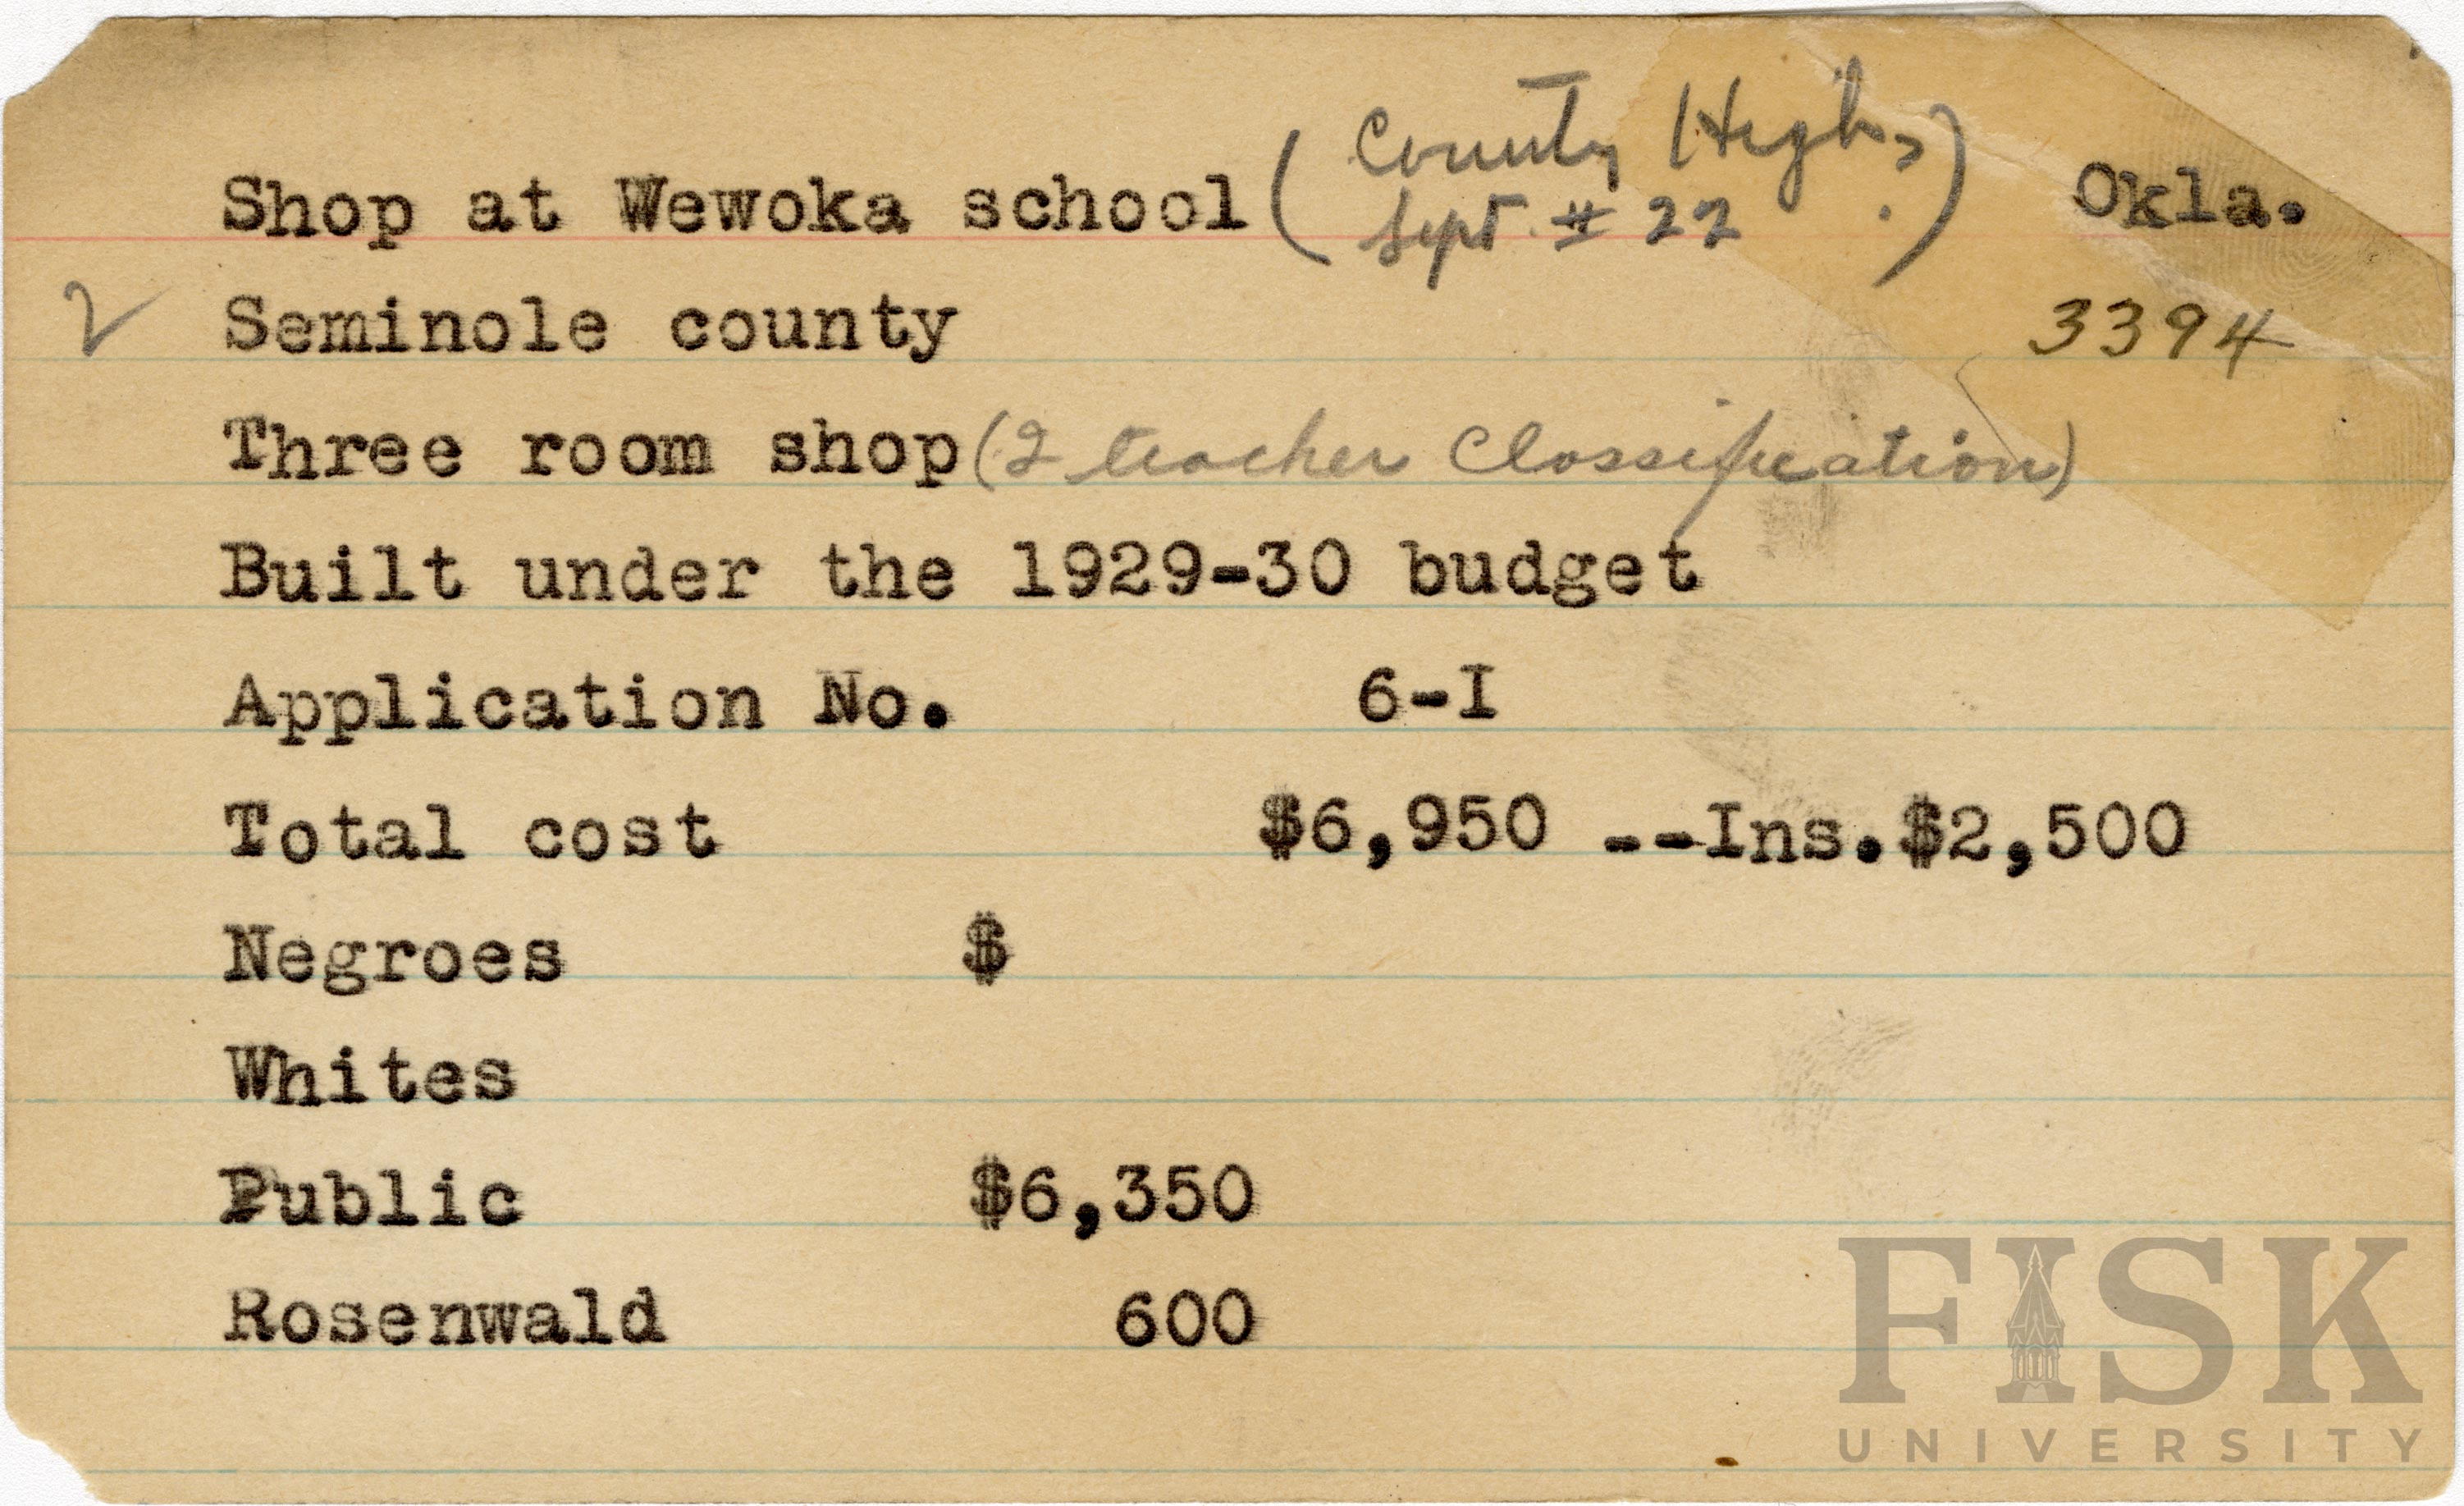 (County High,
Shop at Wewoka school Okla.
Sept. # 22.)
2 Seminole county 3394
Three room shop (2 teacher Classification)
Built under the 1929-30 budget
Application No. 6-I
Total cost $6,950 --Ins.$2,500
Negroes $
Whites
Public $6,350
Rosenwald 600
FISK
UNIVERSITY